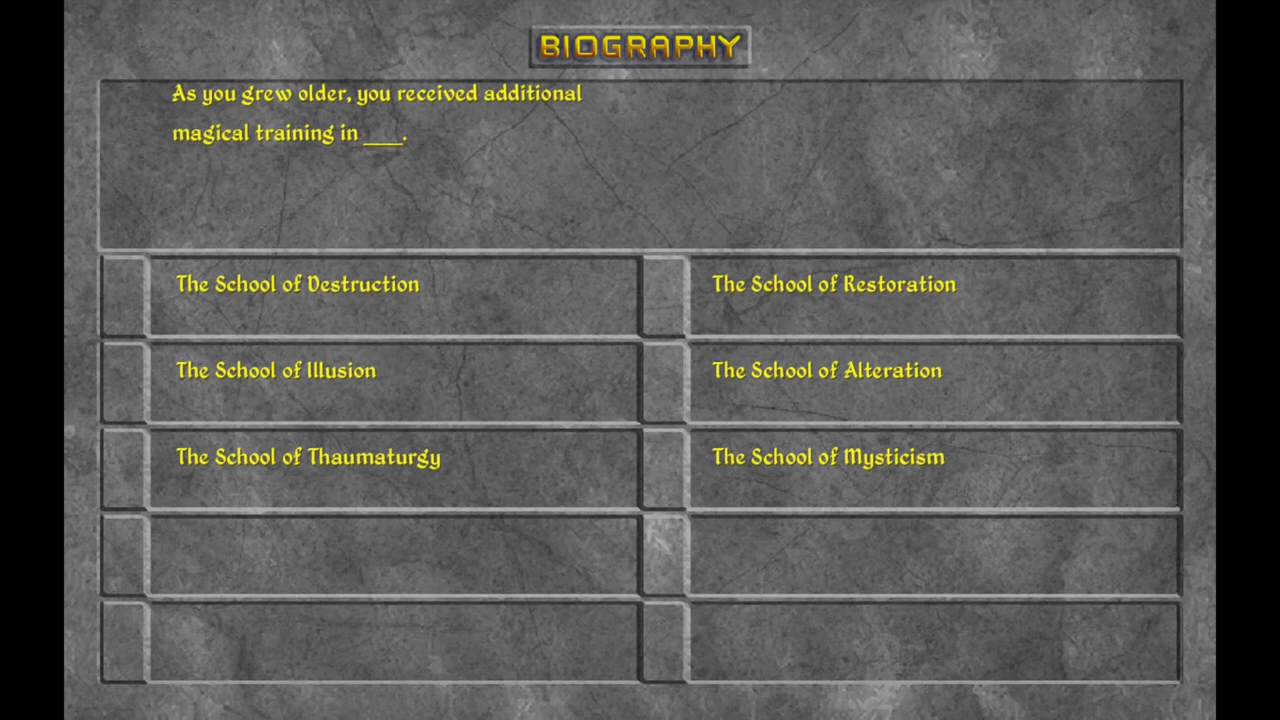 BIOGRAPHY
As you grew older, you received additional
magical training in ____.
The School of Destruction
The School of Restoration
The School of Illusion
The School of Alteration
The School of Thaumaturgy
The School of Mysticism